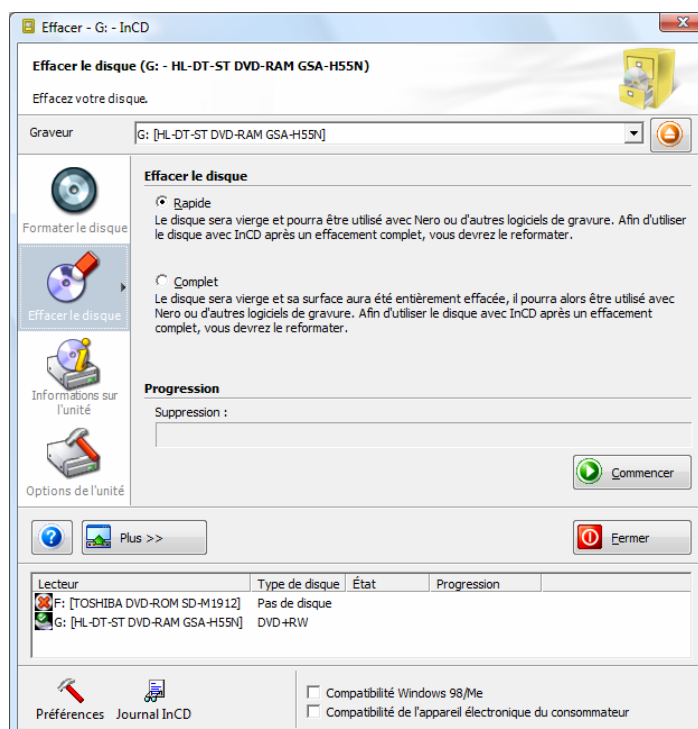 Effacer - G: - InCD
Effacer le disque (G: - HL-DT-ST DVD-RAM GSA-H55N)
Effacez votre disque.
Graveur
G: [HL-DT-ST DVD-RAM GSA-H55N]
Formater le disque
Effacer le disque
Informations sur
l'unité
Options de l'unité
Effacer le disque
Rapide
Le disque sera vierge et pourra être utilisé avec Nero ou d'autres logiciels de gravure. Afin d'utiliser
le disque avec InCD après un effacement complet, vous devrez le reformater.
Complet
Le disque sera vierge et sa surface aura été entièrement effacée, il pourra alors être utilisé avec
Nero ou d'autres logiciels de gravure. Afin d'utiliser le disque avec InCD après un effacement
complet, vous devrez le reformater.
Progression
Suppression :
Commencer
Plus >>
Fermer
Lecteur Type de disque État Progression
F: [TOSHIBA DVD-ROM SD-M1912] Pas de disque
G: [HL-DT-ST DVD-RAM GSA-H55N] DVD+RW
Préférences Journal InCD
Compatibilité Windows 98/Me
Compatibilité de l'appareil électronique du consommateur